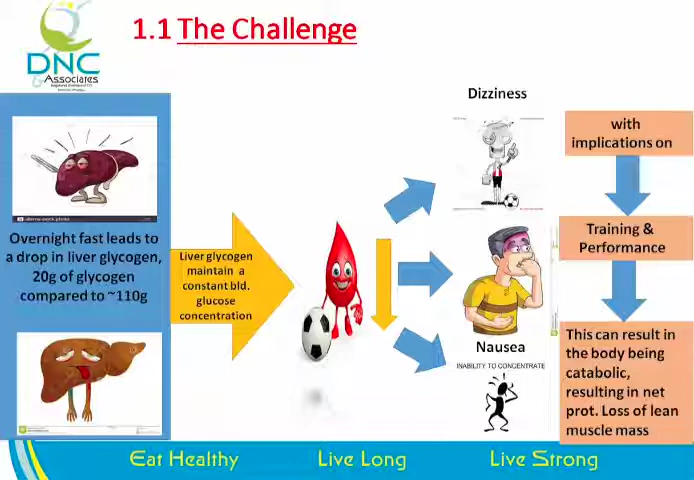 1.1 The Challenge
DNC
& Associates
Overnight fast leads to
a drop in liver glycogen,
20g of glycogen
compared to ~110g
Liver glycogen
maintain a
constant bld.
glucose
concentration
Dizziness
Nausea
INABILITY TO CONCENTRATE
with
implications on
Training &
Performance
This can result in
the body being
catabolic,
resulting in net
prot. Loss of lean
muscle mass
Eat Healthy
Live Long
Live Strong